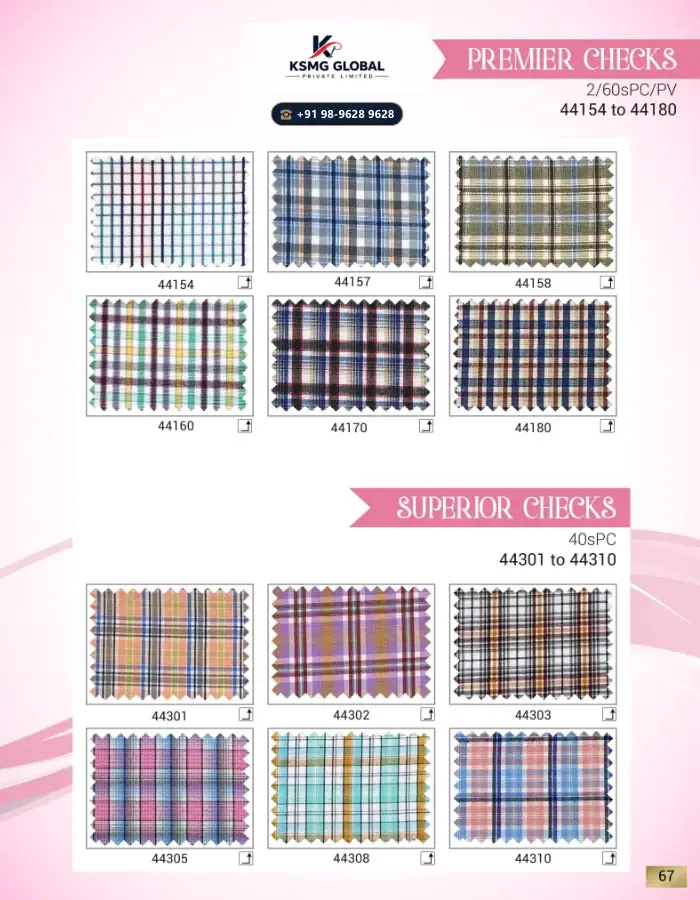 KSMG GLOBAL
PRIVATE LIMITED
+91 98-9628 9628
PREMIER CHECKS
2/60sPC/PV
44154 to 44180
44154
44157
44158
44160
44170
44180
SUPERIOR CHECKS
40sPC
44301 to 44310
44301
44302
44303
44305
44308
44310
67